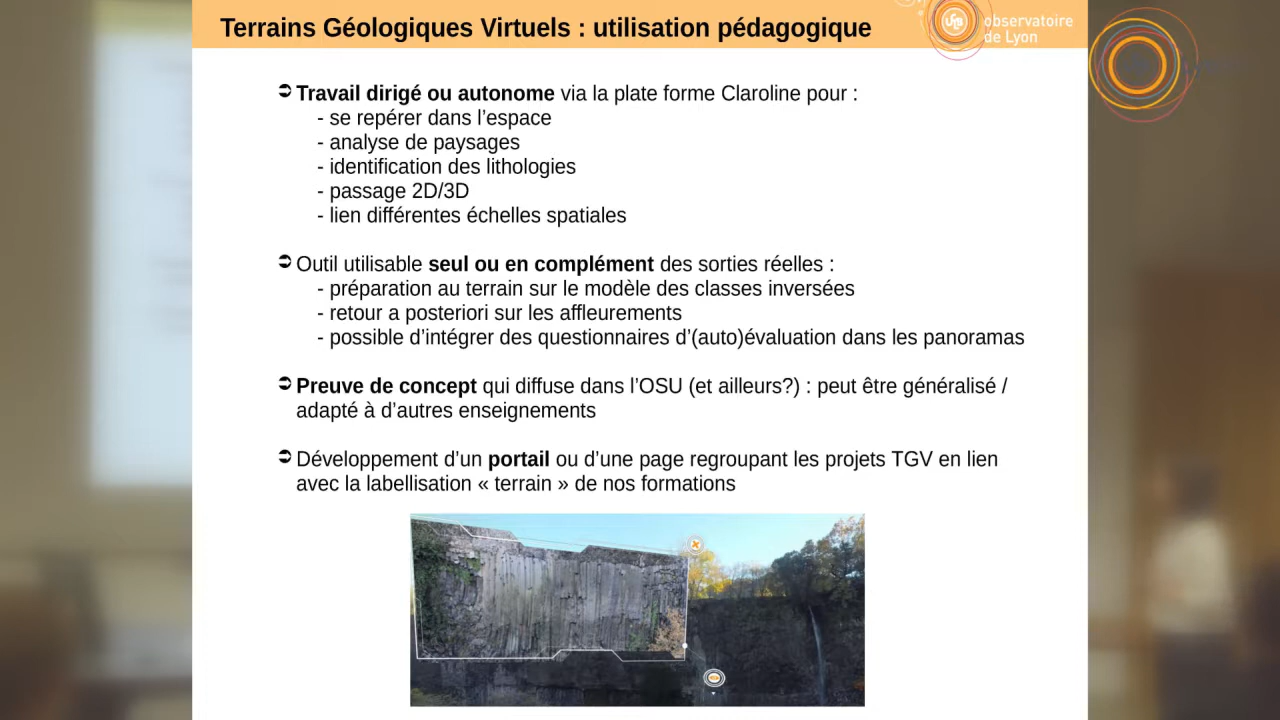 Terrains Géologiques Virtuels : utilisation pédagogique
observatoire
de Lyon
Travail dirigé ou autonome via la plate forme Claroline pour :
- se repérer dans l’espace
- analyse de paysages
- identification des lithologies
- passage 2D/3D
- lien différentes échelles spatiales
Outil utilisable seul ou en complément des sorties réelles :
- préparation au terrain sur le modèle des classes inversées
- retour a posteriori sur les affleurements
- possible d’intégrer des questionnaires d’(auto)évaluation dans les panoramas
Preuve de concept qui diffuse dans l’OSU (et ailleurs?) : peut être généralisé /
adapté à d’autres enseignements
Développement d’un portail ou d’une page regroupant les projets TGV en lien
avec la labellisation « terrain » de nos formations